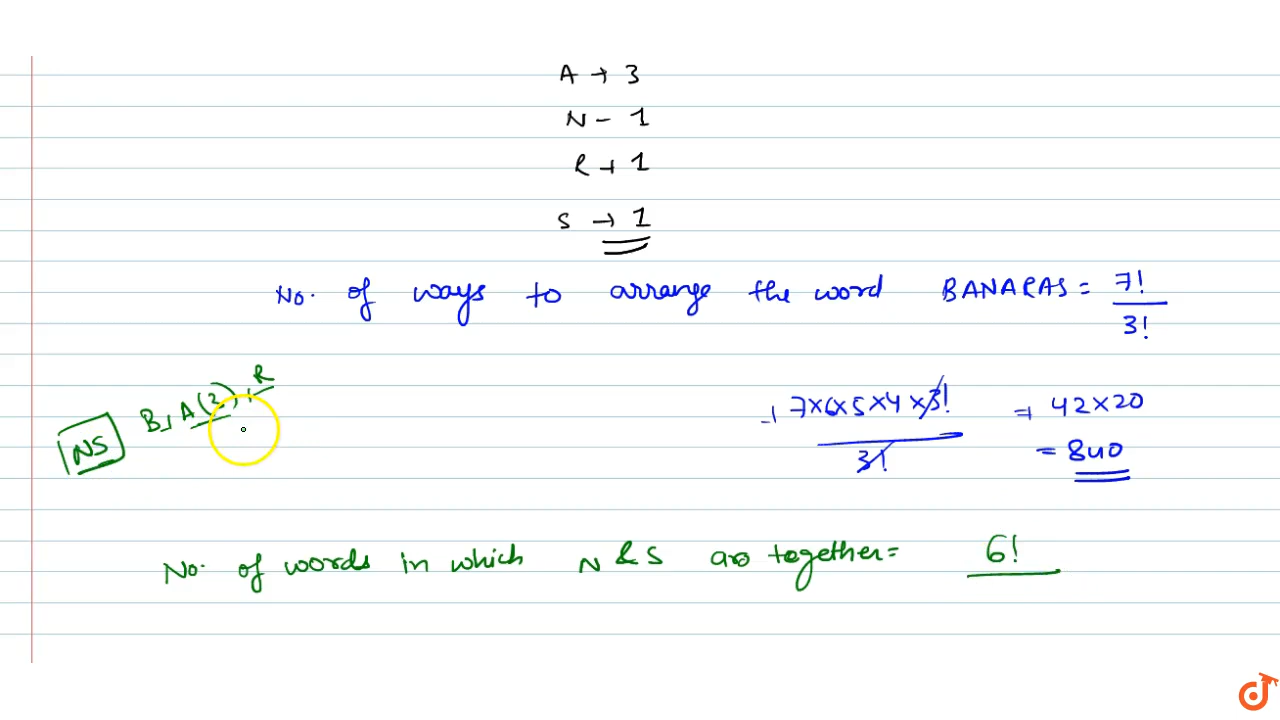 A → 3
N - 1
R → 1
S → 1
No. of ways to arrange the word BANARAS = 7!
3!
NS B, A(3), R
→ 7×6×5×4×3! → 42×20
3! = 840
No. of words in which N & S are together = 6!